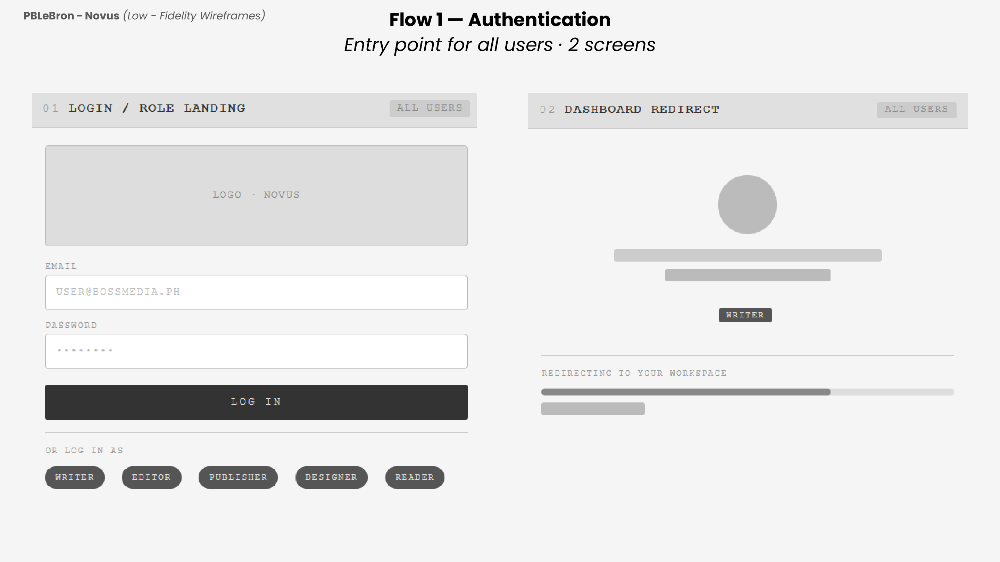 PBLeBron - Novus (Low - Fidelity Wireframes)
Flow 1 — Authentication
Entry point for all users · 2 screens
01 LOGIN / ROLE LANDING
ALL USERS
LOGO · NOVUS
EMAIL
USER@BOSSMEDIA.PH
PASSWORD
••••••••
LOG IN
OR LOG IN AS
WRITER EDITOR PUBLISHER DESIGNER READER
02 DASHBOARD REDIRECT
ALL USERS
WRITER
REDIRECTING TO YOUR WORKSPACE